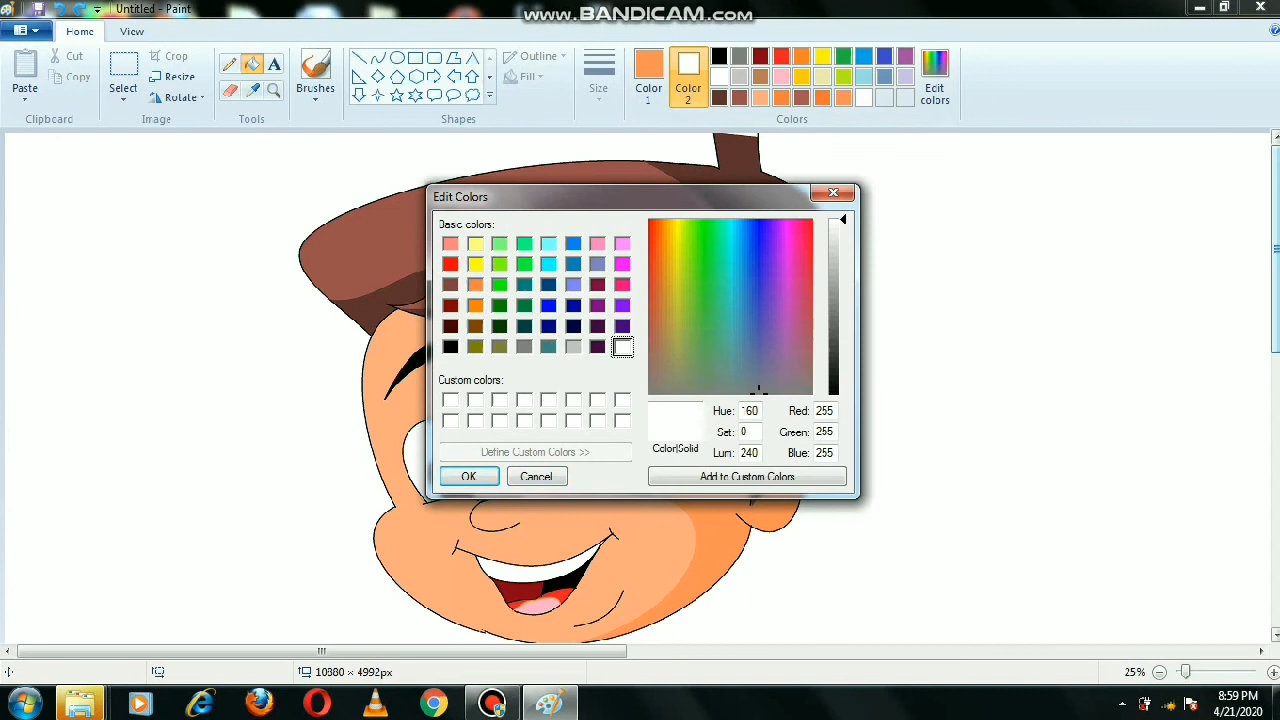 Untitled - Paint
www.BANDICAM.com
Home
View
Paste
Cut
Copy
Clipboard
Select
Crop
Resize
Rotate
Image
Tools
Brushes
Shapes
Outline
Fill
Size
Color 1
Color 2
Edit colors
Colors
Edit Colors
Basic colors:
Custom colors:
Define Custom Colors >>
OK
Cancel
Color|Solid
Hue: 160
Sat: 0
Lum: 240
Red: 255
Green: 255
Blue: 255
Add to Custom Colors
10880 × 4992px
25%
8:59 PM
4/21/2020